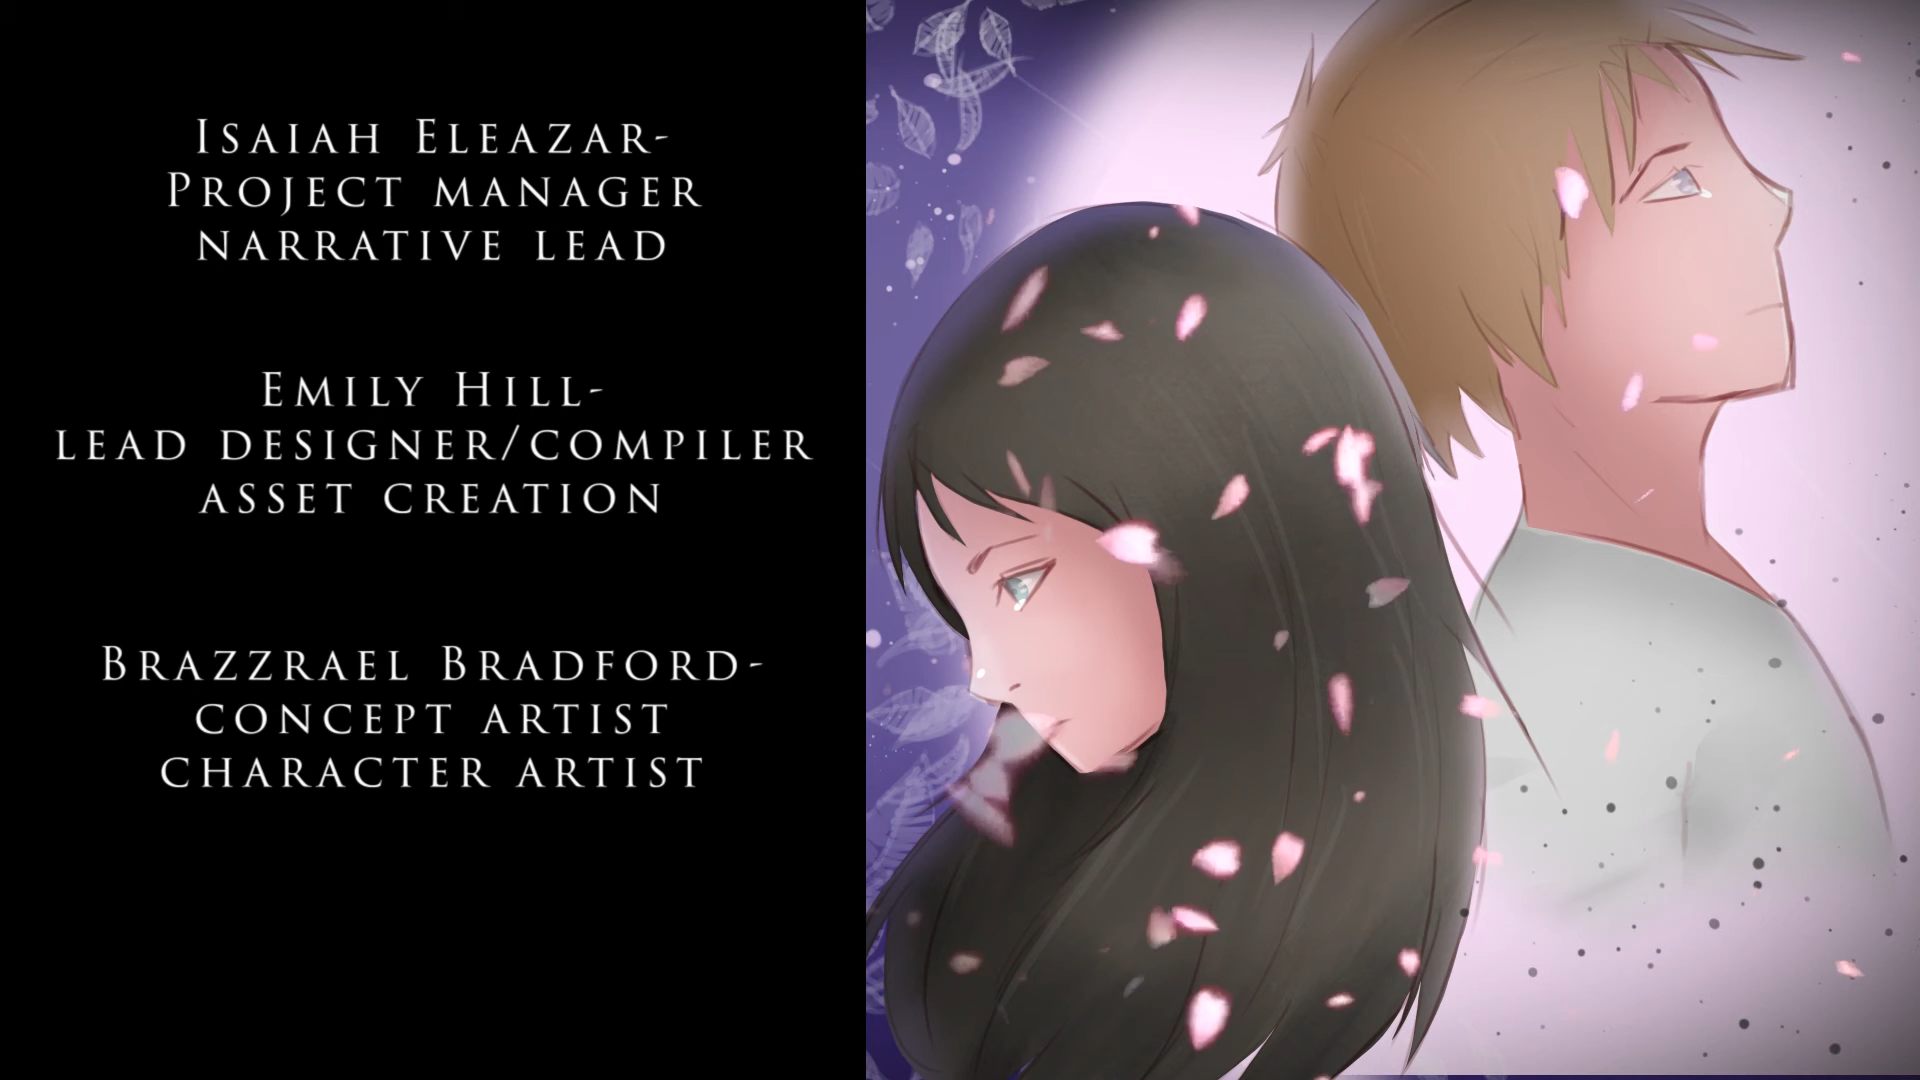 Isaiah Eleazar-
Project manager
narrative lead
Emily Hill-
lead designer/compiler
asset creation
Brazzrael Bradford-
concept artist
character artist